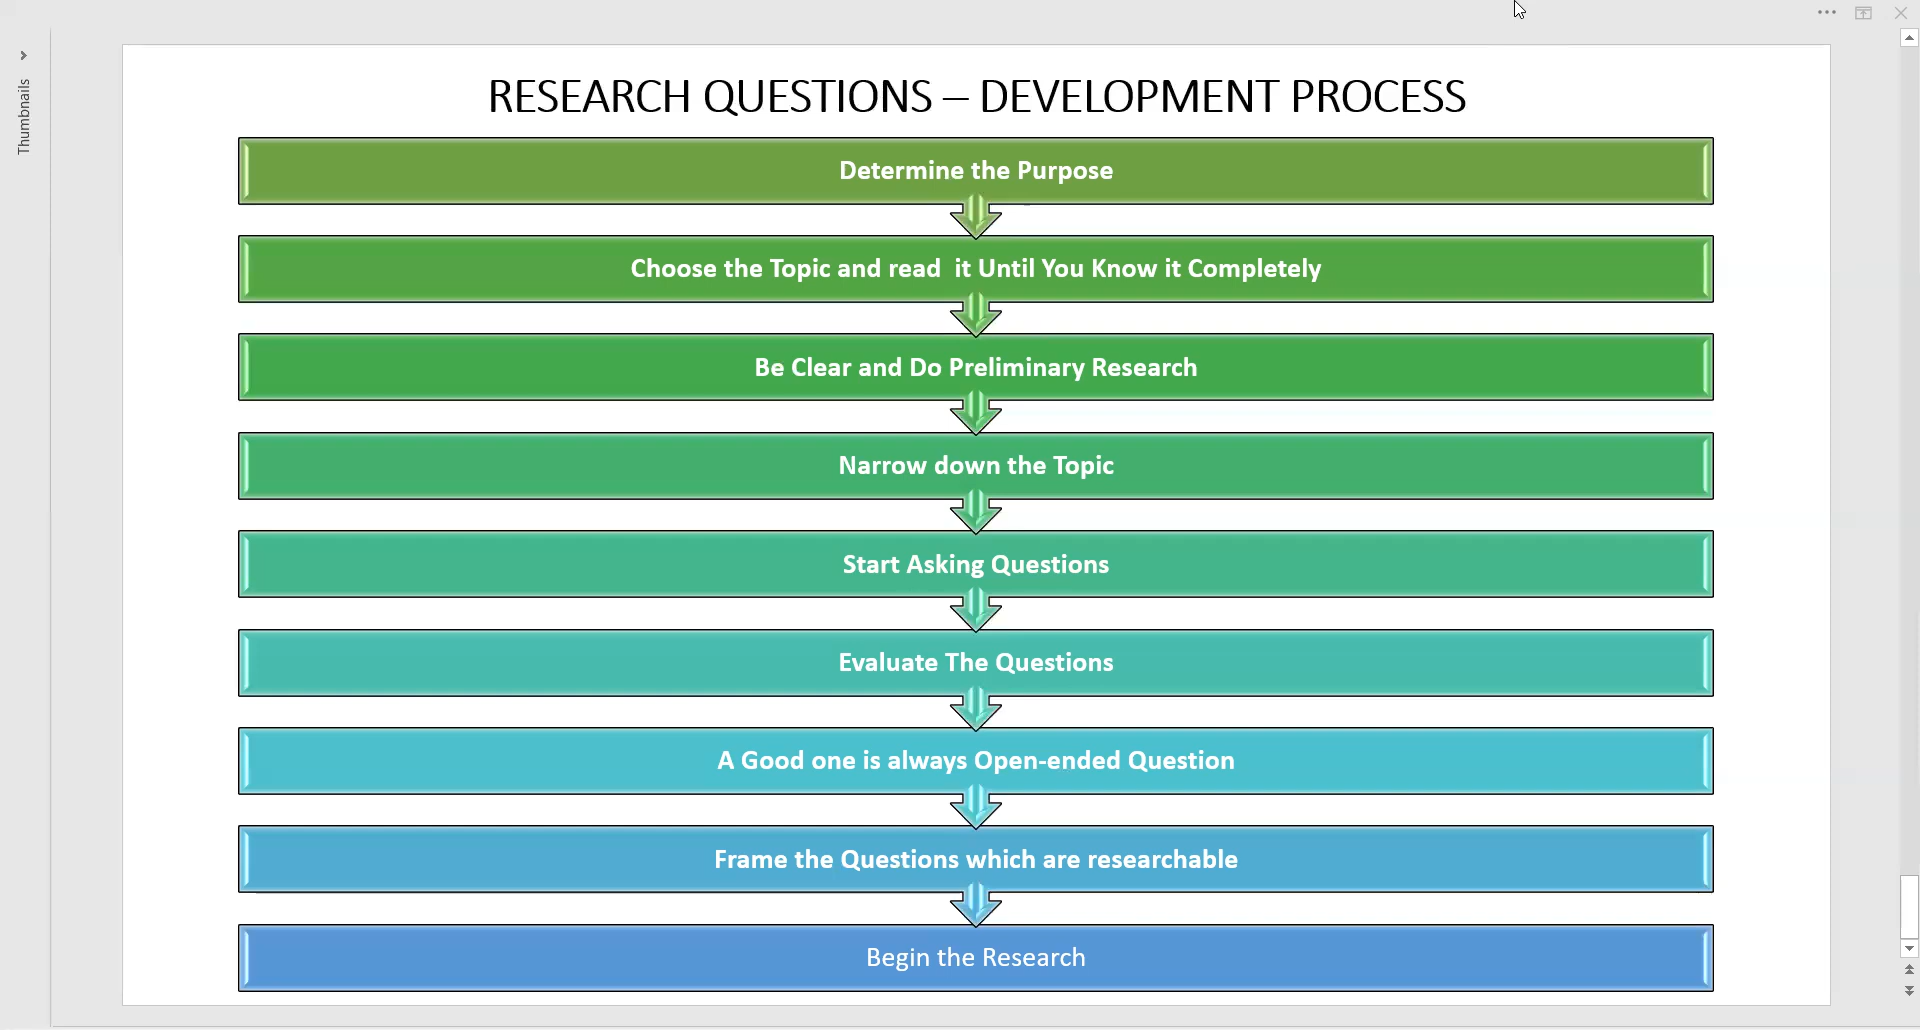 Thumbnails
RESEARCH QUESTIONS – DEVELOPMENT PROCESS
Determine the Purpose
Choose the Topic and read  it Until You Know it Completely
Be Clear and Do Preliminary Research
Narrow down the Topic
Start Asking Questions
Evaluate The Questions
A Good one is always Open-ended Question
Frame the Questions which are researchable
Begin the Research